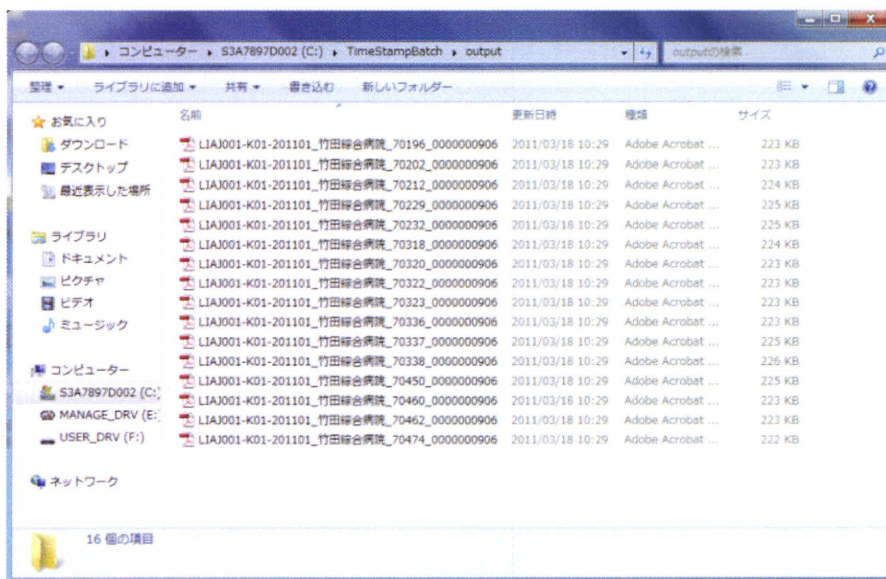 コンピューター ▸ S3A7897D002 (C:) ▸ TimeStampBatch ▸ output
outputの検索
整理 ライブラリに追加 共有 書き込む 新しいフォルダー
名前 更新日時 種類 サイズ
お気に入り
ダウンロード
デスクトップ
最近表示した場所
ライブラリ
ドキュメント
ピクチャ
ビデオ
ミュージック
コンピューター
S3A7897D002 (C:)
MANAGE_DRV (E:
USER_DRV (F:)
ネットワーク
LIAJ001-K01-201101_竹田綜合病院_70196_0000000906 2011/03/18 10:29 Adobe Acrobat ... 223 KB
LIAJ001-K01-201101_竹田綜合病院_70202_0000000906 2011/03/18 10:29 Adobe Acrobat ... 223 KB
LIAJ001-K01-201101_竹田綜合病院_70212_0000000906 2011/03/18 10:29 Adobe Acrobat ... 224 KB
LIAJ001-K01-201101_竹田綜合病院_70229_0000000906 2011/03/18 10:29 Adobe Acrobat ... 225 KB
LIAJ001-K01-201101_竹田綜合病院_70232_0000000906 2011/03/18 10:29 Adobe Acrobat ... 225 KB
LIAJ001-K01-201101_竹田綜合病院_70318_0000000906 2011/03/18 10:29 Adobe Acrobat ... 224 KB
LIAJ001-K01-201101_竹田綜合病院_70320_0000000906 2011/03/18 10:29 Adobe Acrobat ... 223 KB
LIAJ001-K01-201101_竹田綜合病院_70322_0000000906 2011/03/18 10:29 Adobe Acrobat ... 223 KB
LIAJ001-K01-201101_竹田綜合病院_70323_0000000906 2011/03/18 10:29 Adobe Acrobat ... 223 KB
LIAJ001-K01-201101_竹田綜合病院_70336_0000000906 2011/03/18 10:29 Adobe Acrobat ... 223 KB
LIAJ001-K01-201101_竹田綜合病院_70337_0000000906 2011/03/18 10:29 Adobe Acrobat ... 225 KB
LIAJ001-K01-201101_竹田綜合病院_70338_0000000906 2011/03/18 10:29 Adobe Acrobat ... 226 KB
LIAJ001-K01-201101_竹田綜合病院_70450_0000000906 2011/03/18 10:29 Adobe Acrobat ... 225 KB
LIAJ001-K01-201101_竹田綜合病院_70460_0000000906 2011/03/18 10:29 Adobe Acrobat ... 223 KB
LIAJ001-K01-201101_竹田綜合病院_70462_0000000906 2011/03/18 10:29 Adobe Acrobat ... 223 KB
LIAJ001-K01-201101_竹田綜合病院_70474_0000000906 2011/03/18 10:29 Adobe Acrobat ... 222 KB
16 個の項目